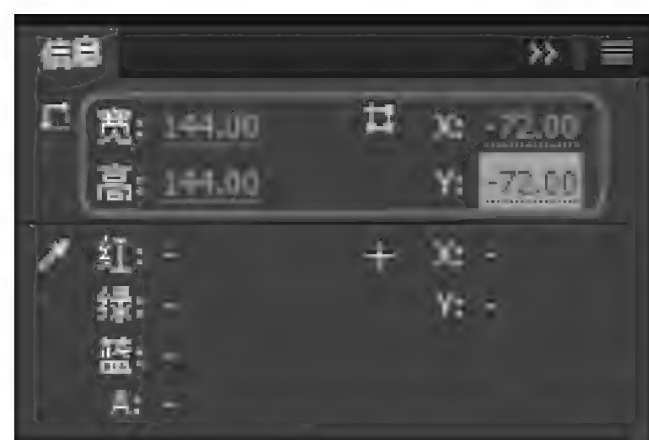 信息
宽: 144.00 X: -72.00
高: 144.00 Y: -72.00
红: - X: -
绿: - Y: -
蓝: -
A: -